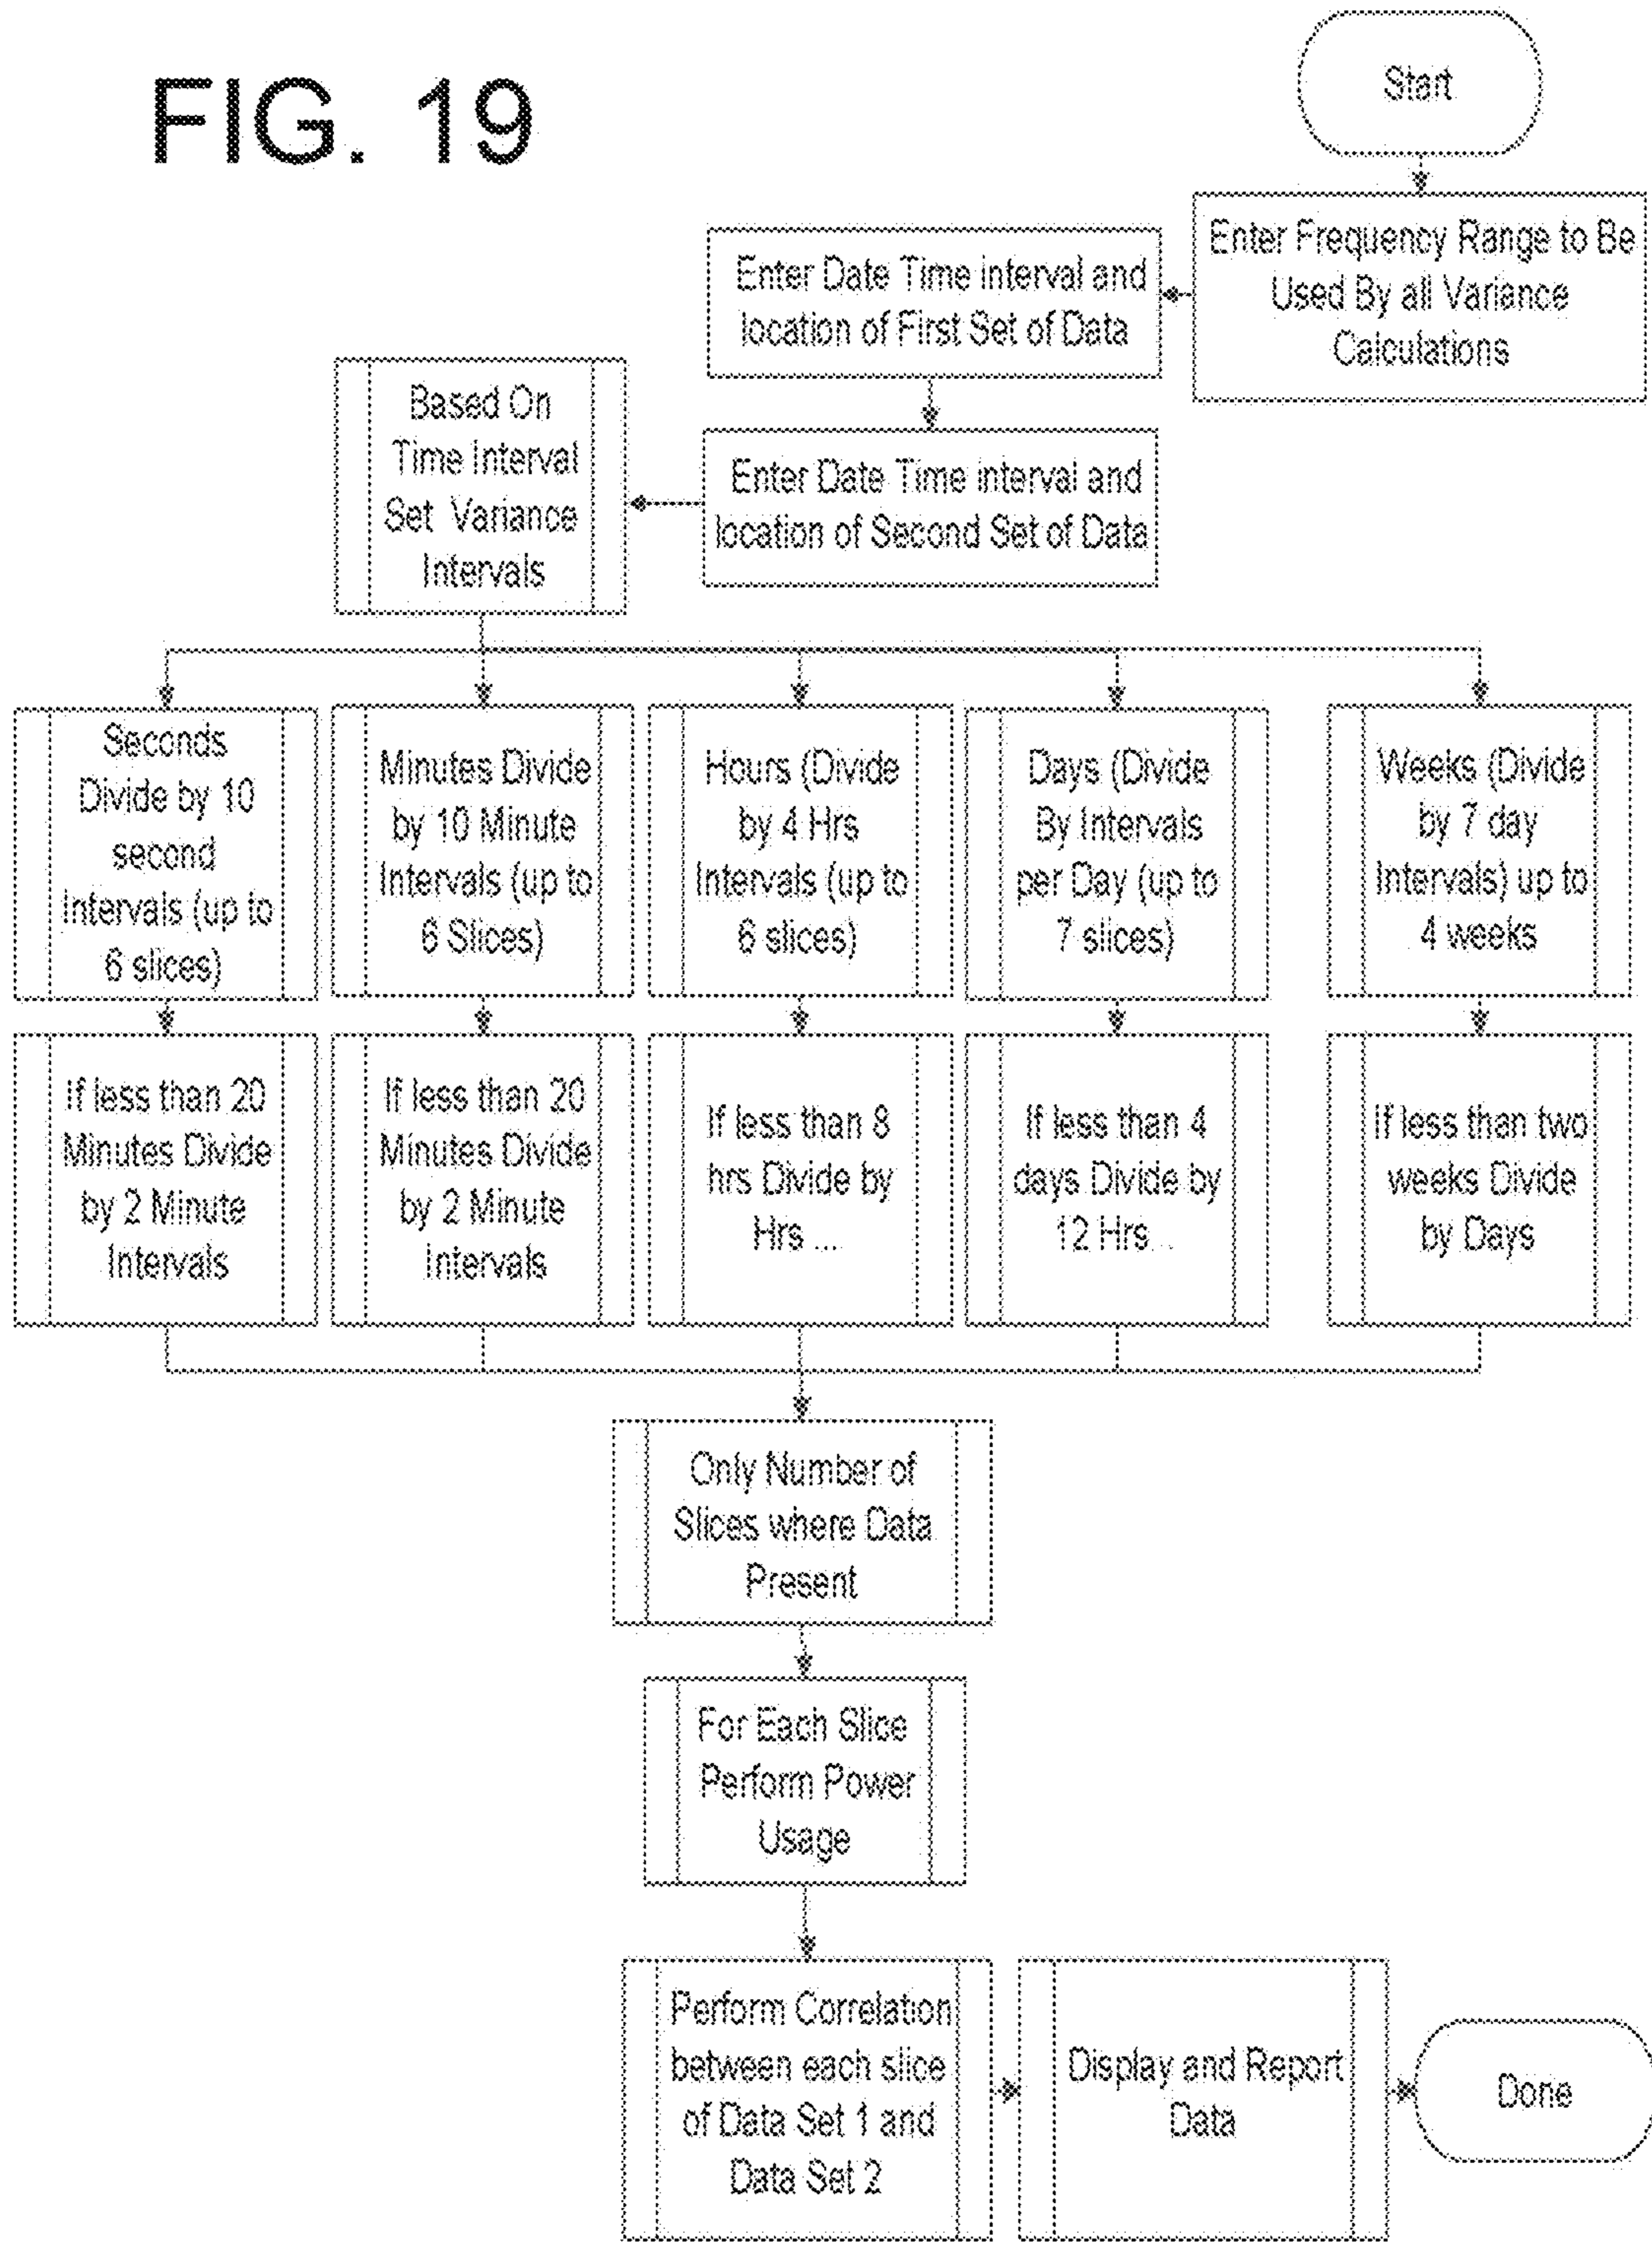 FIG. 19
Start
Enter Frequency Range to Be
Used By all Variance
Calculations
Enter Date Time interval and
location of First Set of Data
Enter Date Time interval and
location of Second Set of Data
Based On
Time Interval
Set Variance
Intervals
Seconds
Divide by 10
second
Intervals (up to
6 slices)
Minutes Divide
by 10 Minute
Intervals (up to
6 Slices)
Hours (Divide
by 4 Hrs
Intervals (up to
6 slices)
Days (Divide
By Intervals
per Day (up to
7 slices)
Weeks (Divide
by 7 day
Intervals) up to
4 weeks
If less than 20
Minutes Divide
by 2 Minute
Intervals
If less than 20
Minutes Divide
by 2 Minute
Intervals
If less than 8
hrs Divide by
Hrs ....
If less than 4
days Divide by
12 Hrs...
If less than two
weeks Divide
by Days
Only Number of
Slices where Data
Present
For Each Slice
Perform Power
Usage
Perform Correlation
between each slice
of Data Set 1 and
Data Set 2
Display and Report
Data
Done